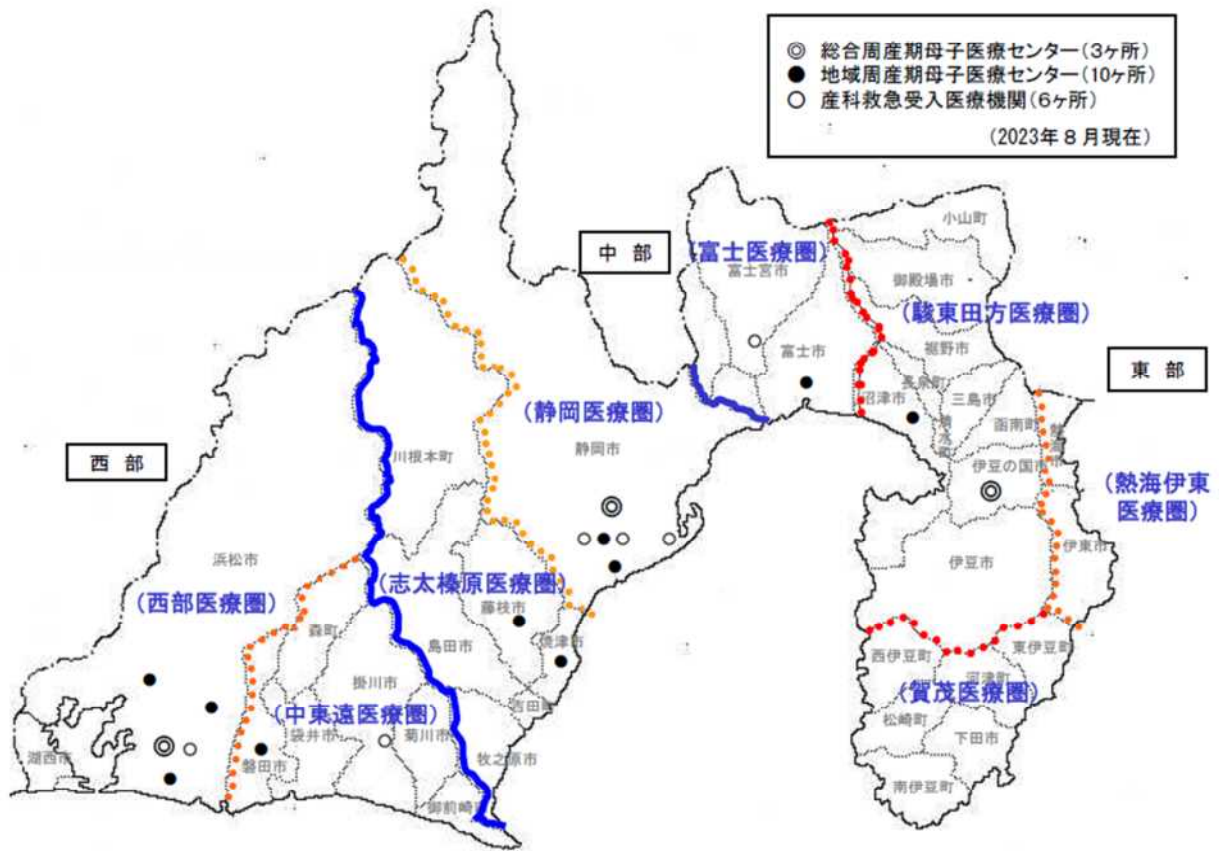 ◎ 総合周産期母子医療センター(3ヶ所)
● 地域周産期母子医療センター(10ヶ所)
○ 産科救急受入医療機関(6ヶ所)
(2023年8月現在)
小山町
中 部
(富士医療圏)
富士宮市
御殿場市
(駿東田方医療圏)
裾野市
富士市
東 部
長泉町
沼津市
三島市
(静岡医療圏)
函南町
熱海市
清水町
静岡市
川根本町
西 部
伊豆の国市
(熱海伊東
医療圏)
伊東市
浜松市
伊豆市
(西部医療圏)
(志太榛原医療圏)
藤枝市
森町
島田市
焼津市
西伊豆町
東伊豆町
河津町
掛川市
(賀茂医療圏)
吉田町
(中東遠医療圏)
松崎町
袋井市
菊川市
下田市
湖西市
磐田市
牧之原市
南伊豆町
御前崎